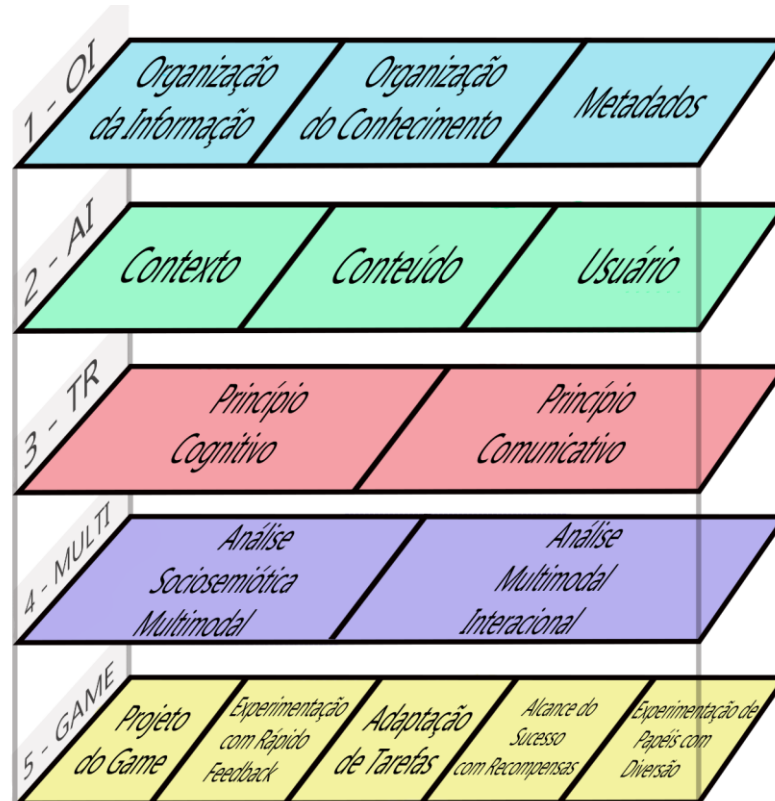 1 - OI
Organização
da Informação
Organização
do Conhecimento
Metadados
2 - AI
Contexto
Conteúdo
Usuário
3 - TR
Princípio
Cognitivo
Princípio
Comunicativo
4 - MULTI
Análise
Sociosemiótica
Multimodal
Análise
Multimodal
Interacional
5 - GAME
Projeto
do Game
Experimentação
com Rápido
Feedback
Adaptação
de Tarefas
Alcance do
Sucesso
com Recompensas
Experimentação de
Papéis com
Diversão